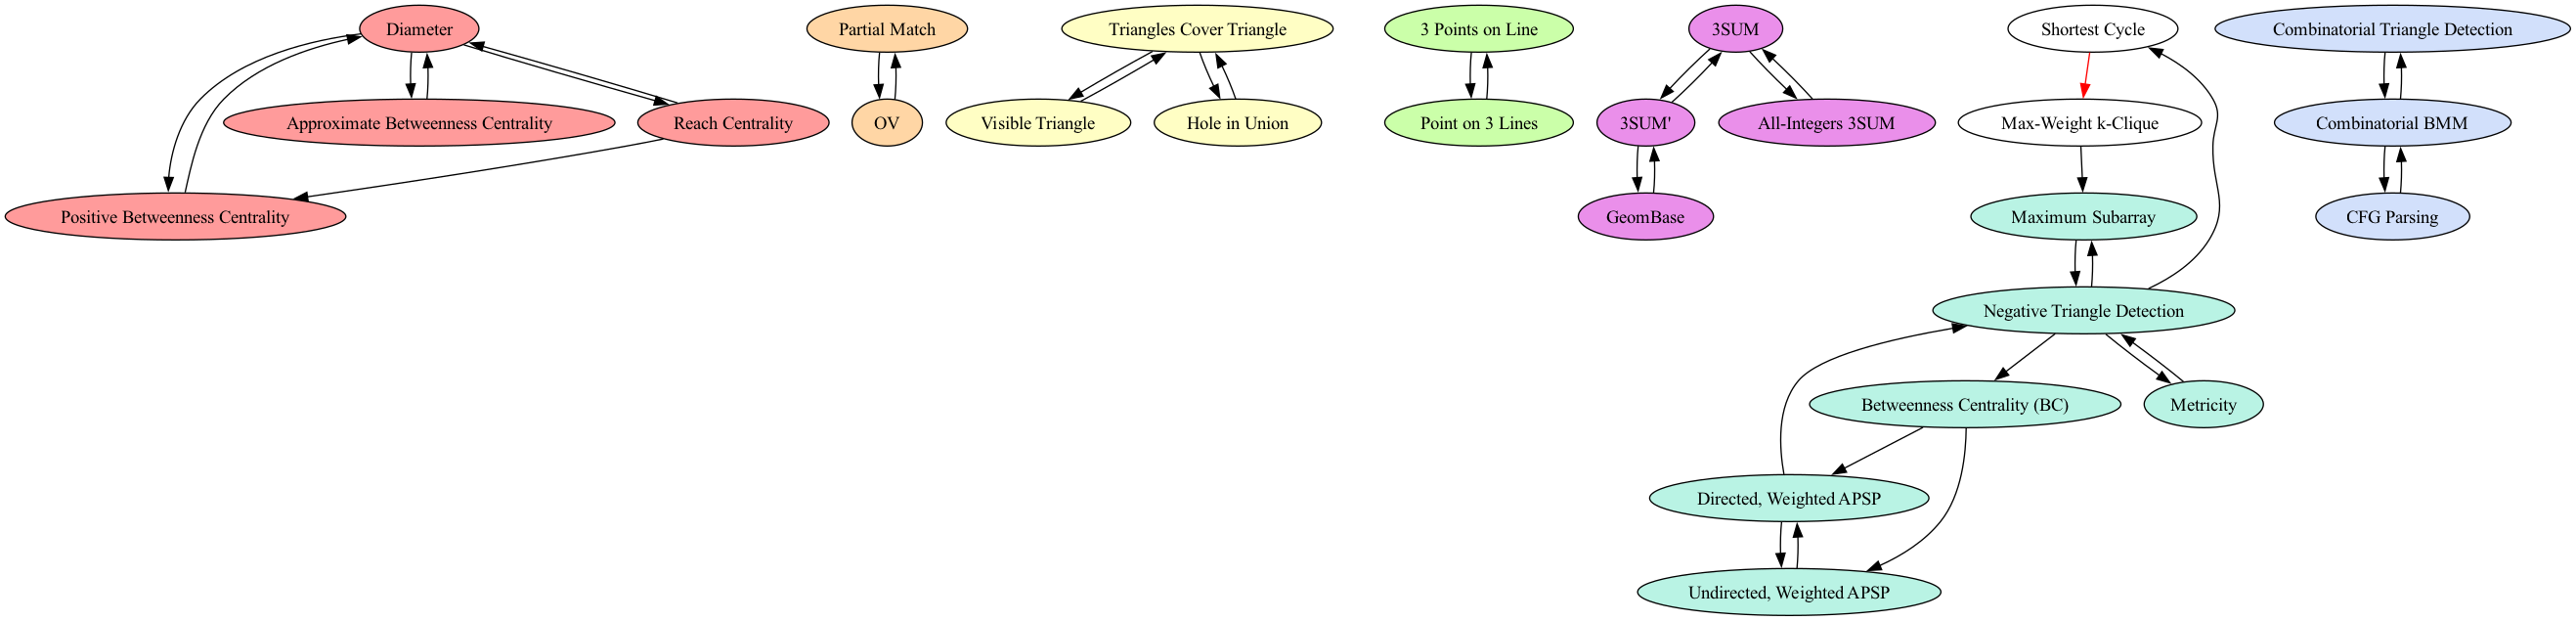 Diameter
Partial Match
Triangles Cover Triangle
3 Points on Line
3SUM
Shortest Cycle
Combinatorial Triangle Detection
Approximate Betweenness Centrality
Reach Centrality
OV
Visible Triangle
Hole in Union
Point on 3 Lines
3SUM'
All-Integers 3SUM
Max-Weight k-Clique
Combinatorial BMM
Positive Betweenness Centrality
GeomBase
Maximum Subarray
CFG Parsing
Negative Triangle Detection
Betweenness Centrality (BC)
Metricity
Directed, Weighted APSP
Undirected, Weighted APSP